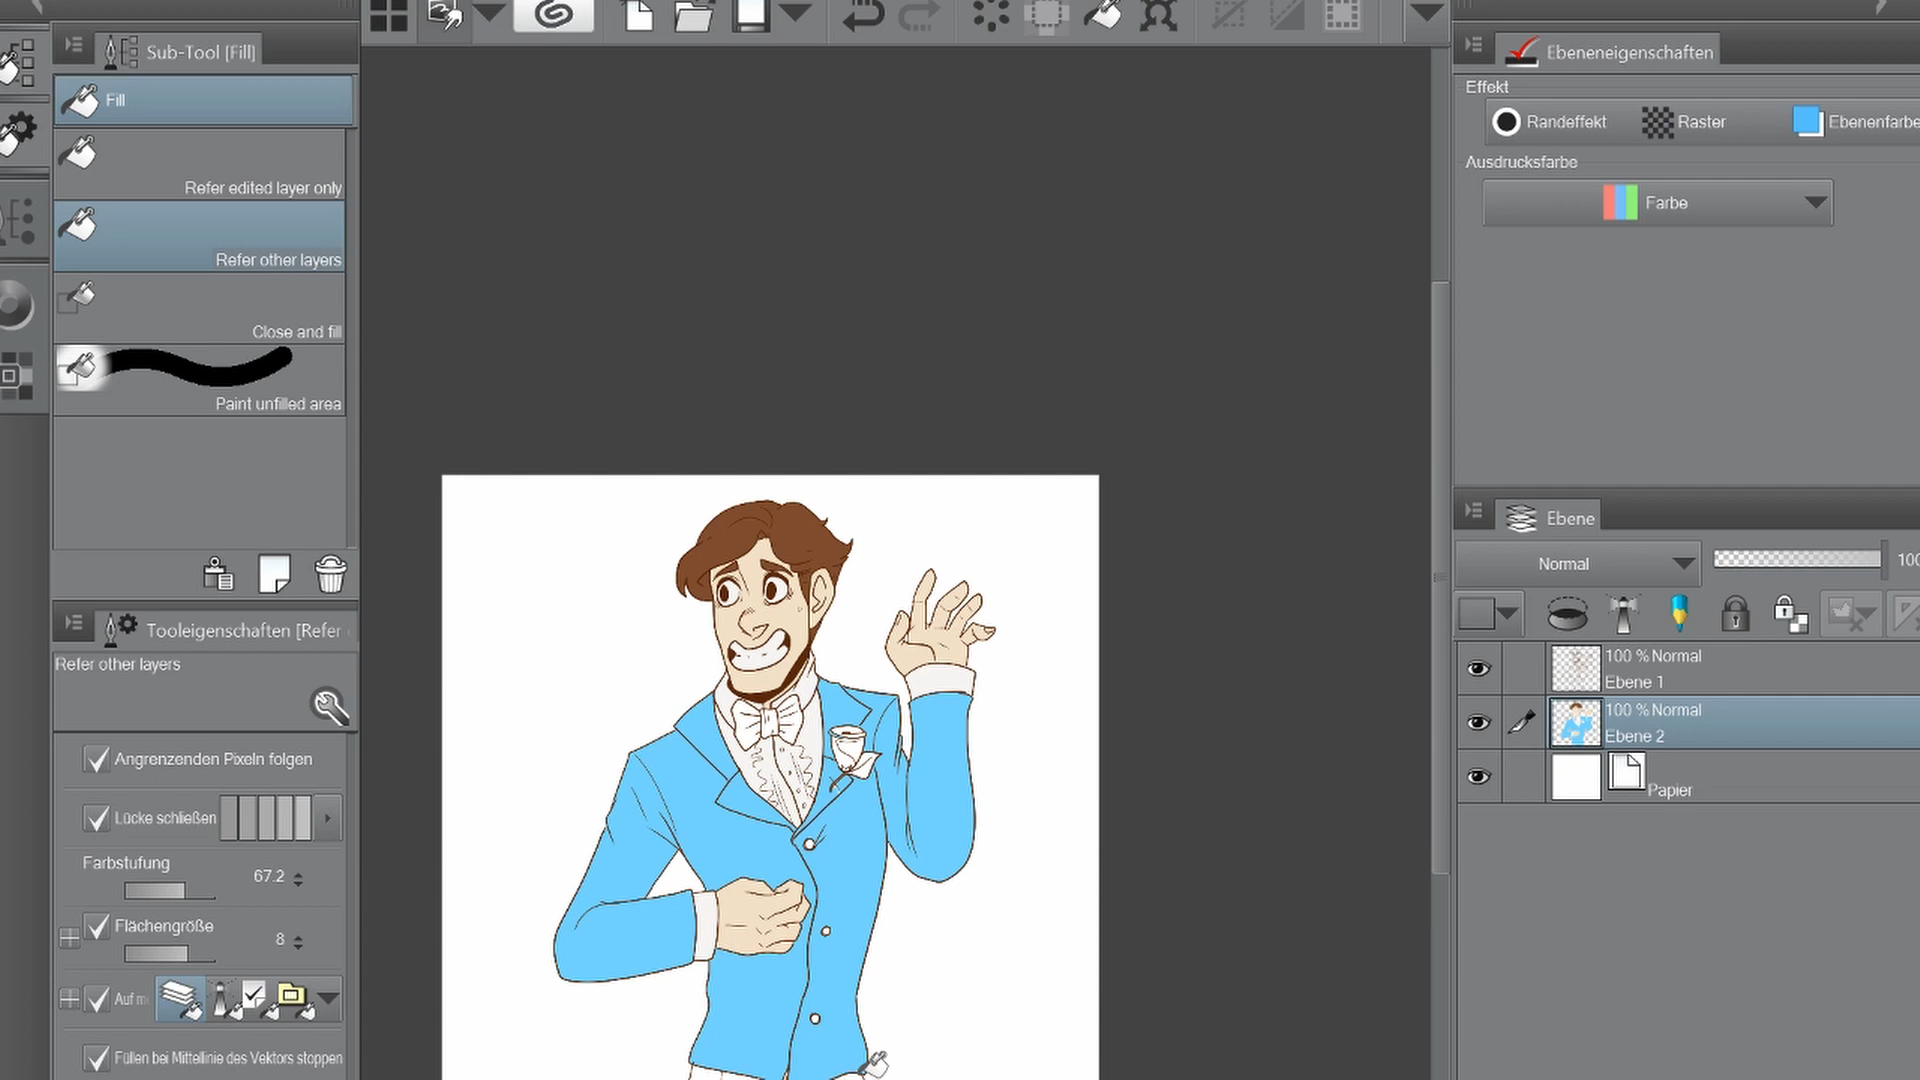 Sub-Tool [Fill]
Fill
Refer edited layer only
Refer other layers
Close and fill
Paint unfilled area
Tooleigenschaften [Refer
Refer other layers
Angrenzenden Pixeln folgen
Lücke schließen
Farbstufung
67.2
Flächengröße
8
Auf
Füllen bei Mittellinie des Vektors stoppen
Ebeneneigenschaften
Effekt
Randeffekt Raster Ebenenfarbe
Ausdrucksfarbe
Farbe
Ebene
Normal 100
100 % Normal
Ebene 1
100 % Normal
Ebene 2
Papier